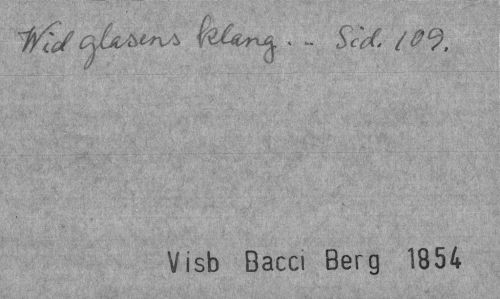 Wid glasens klang. - Sid. 109.
Visb Bacci Berg 1854